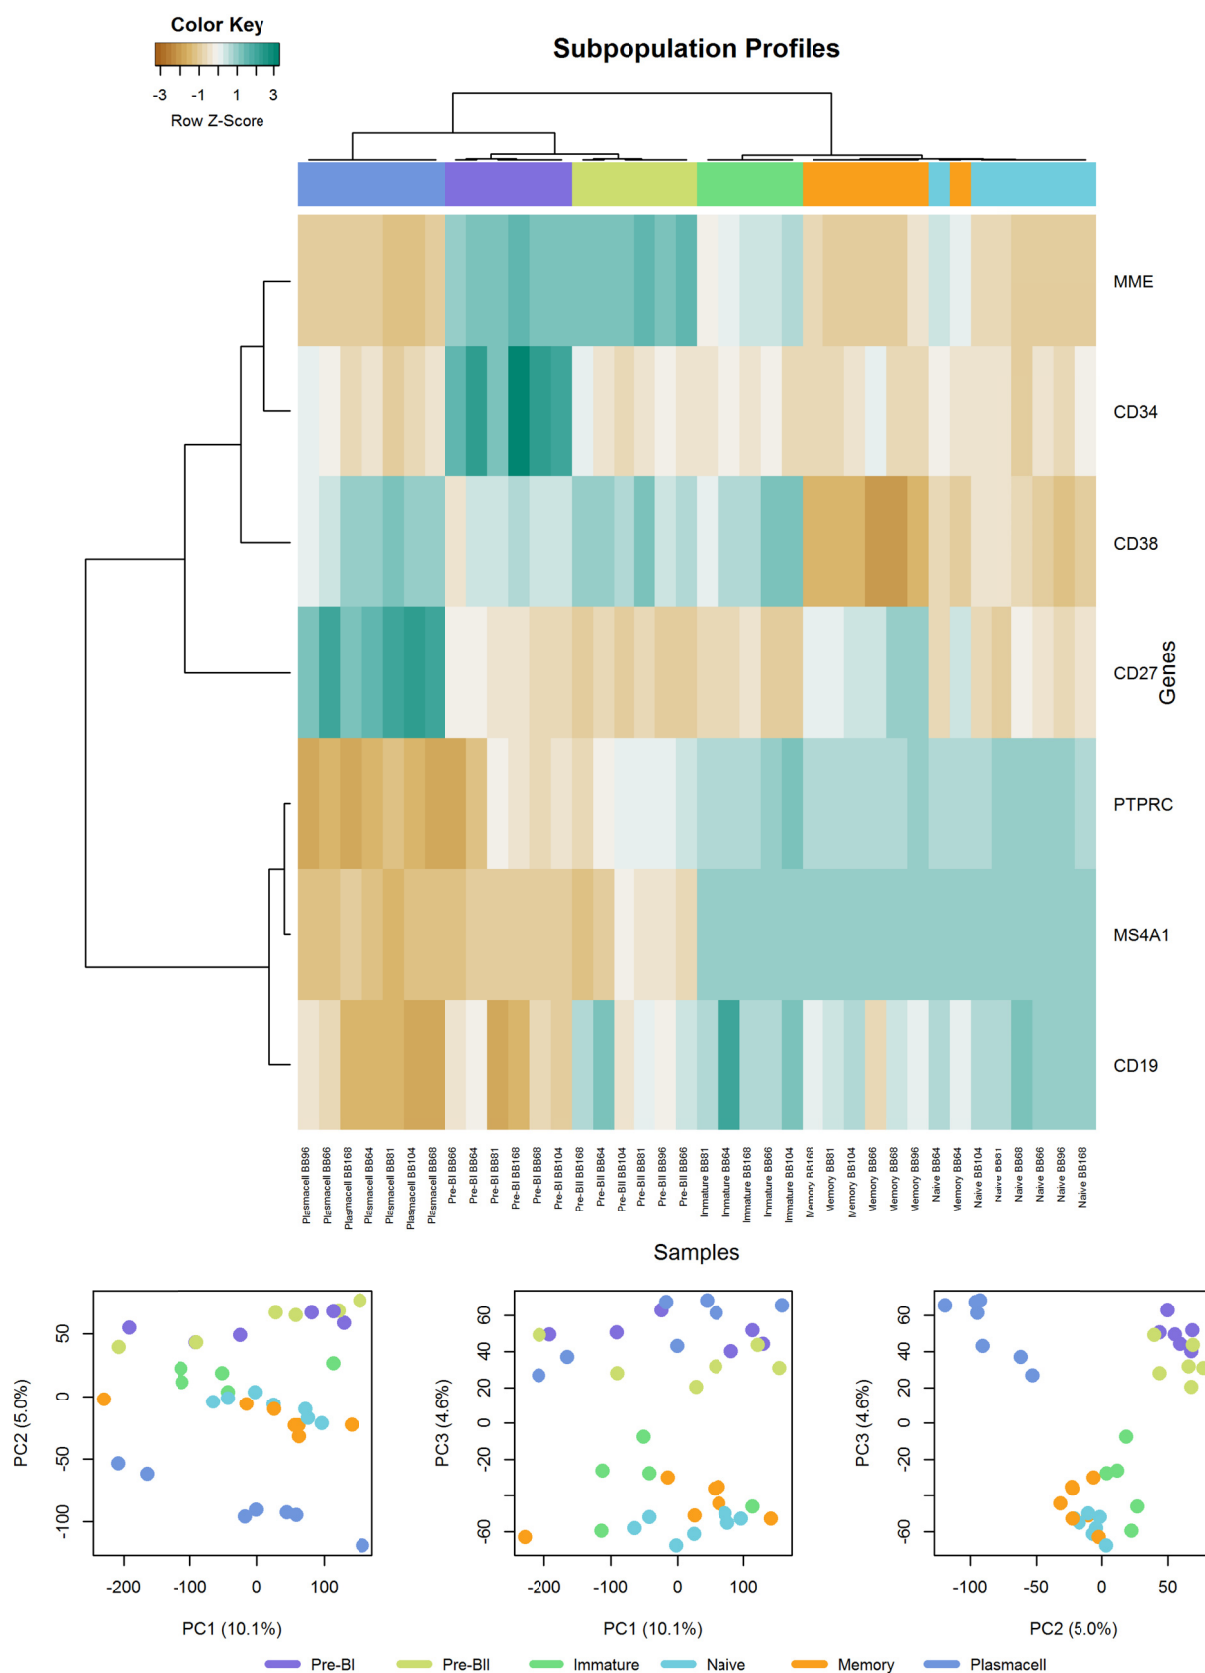 Color Key
-3 -1 1 3
Row Z-Score
Subpopulation Profiles
MME
CD34
CD38
CD27
PTPRC
MS4A1
CD19
Genes
Plasmacell BB96
Plasmacell BB66
Plasmacell BB168
Plasmacell BB64
Plasmacell BB81
Plasmacell BB104
Plasmacell BB68
Pre-BI BB66
Pre-BI BB64
Pre-BI BB81
Pre-BI BB168
Pre-BI BB68
Pre-BI BB104
Pre-BII BB168
Pre-BII BB64
Pre-BII BB104
Pre-BII BB81
Pre-BII BB96
Pre-BII BB66
Immature BB81
Immature BB64
Immature BB168
Immature BB66
Immature BB104
Memory BB168
Memory BB81
Memory BB104
Memory BB66
Memory BB68
Memory BB96
Naive BB64
Memory BB64
Naive BB104
Naive BB81
Naive BB68
Naive BB66
Naive BB96
Naive BB168
Samples
PC2 (5.0%)
50
0
-50
-100
-200 -100 0 100
PC1 (10.1%)
PC3 (4.6%)
60
40
20
0
-20
-60
-200 -100 0 100
PC1 (10.1%)
PC3 (4.6%)
60
40
20
0
-20
-60
-100 -50 0 50
PC2 (5.0%)
Pre-BI Pre-BII Immature Naive Memory Plasmacell